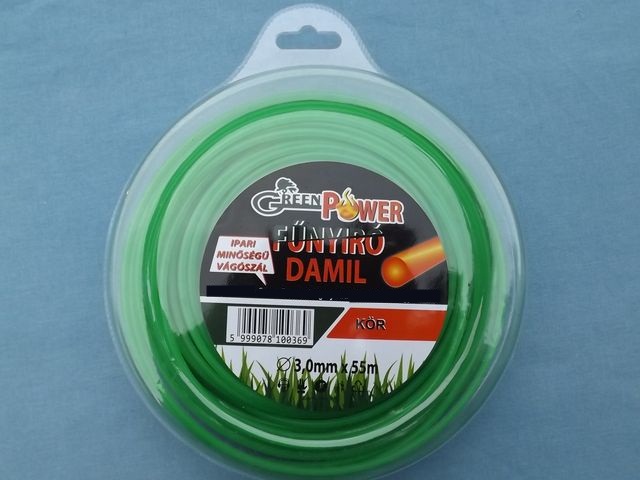 GREEN POWER
FŰNYÍRÓ
DAMIL
IPARI
MINŐSÉGŰ
VÁGÓSZÁL
KÖR
5 999078 100369
Ø 3,0mm x 55m